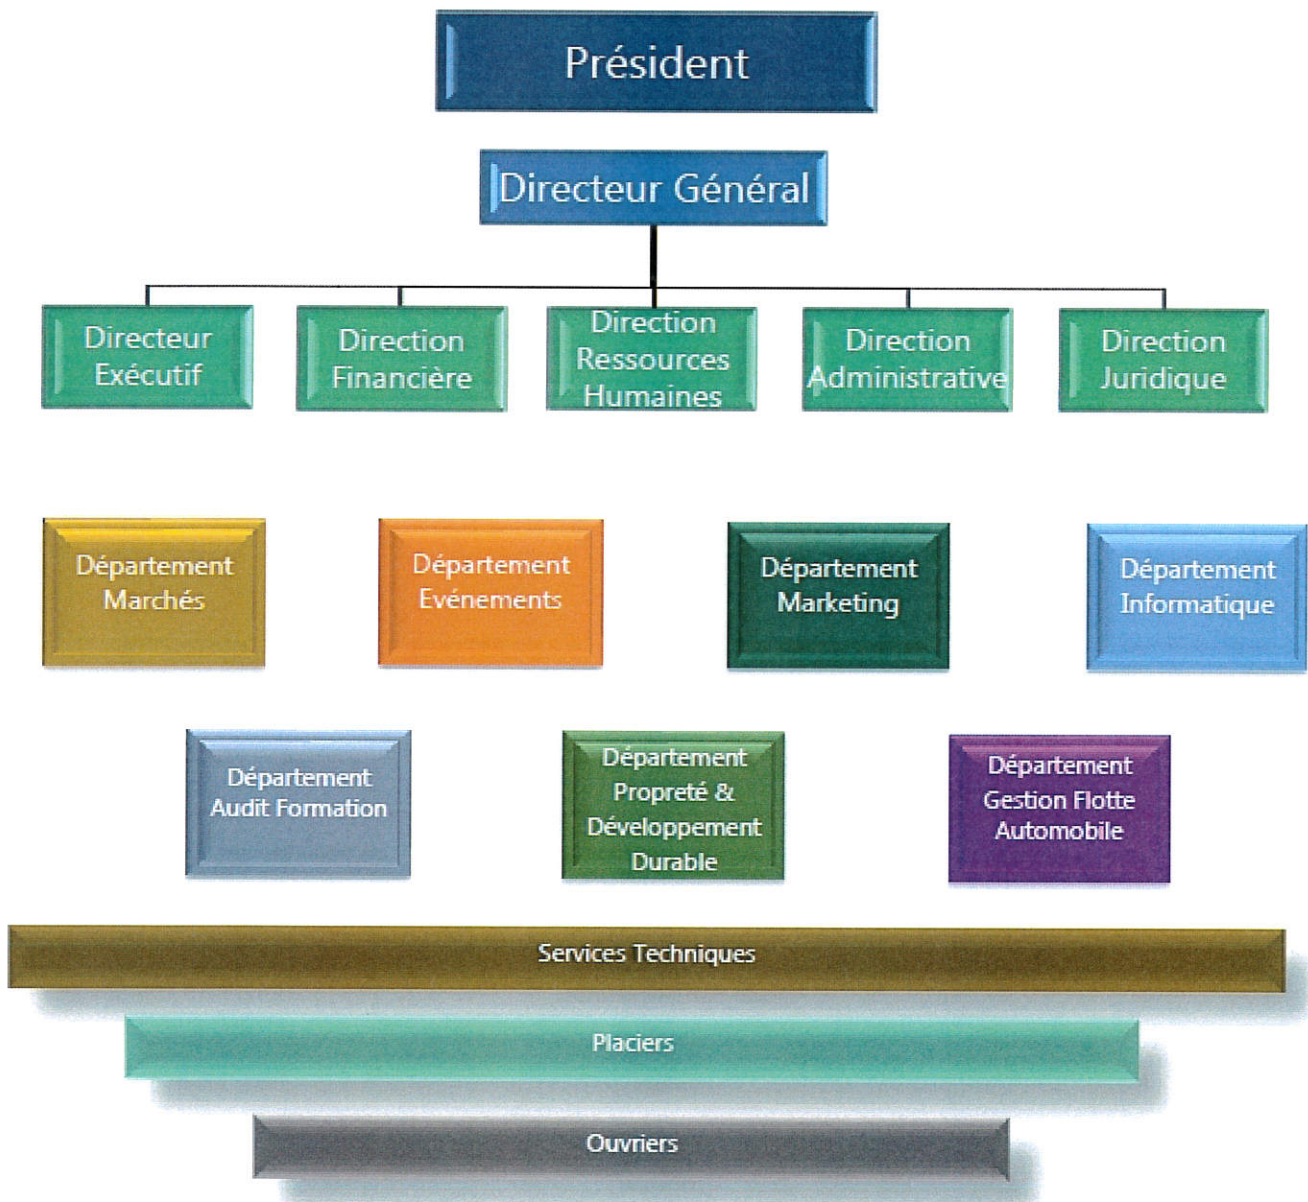 Président
Directeur Général
Directeur
Exécutif
Direction
Financière
Direction
Ressources
Humaines
Direction
Administrative
Direction
Juridique
Département
Marchés
Département
Evénements
Département
Marketing
Département
Informatique
Département
Audit Formation
Département
Propreté &
Développement
Durable
Département
Gestion Flotte
Automobile
Services Techniques
Placiers
Ouvriers